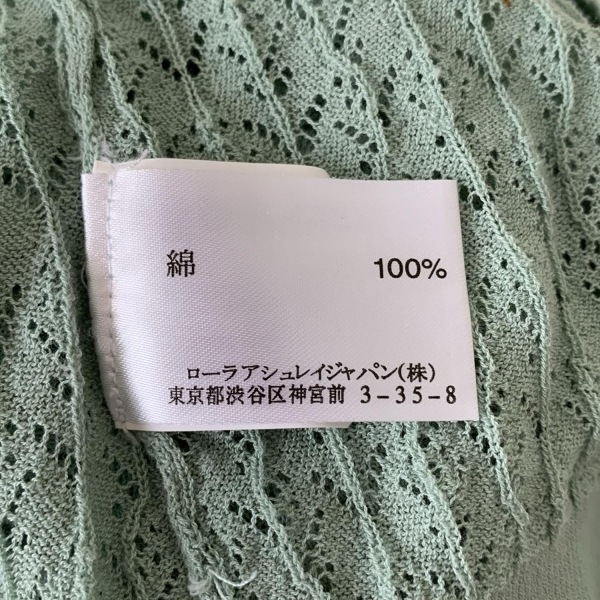 綿 100%
ローラアシュレイジャパン(株)
東京都渋谷区神宮前 3-35-8